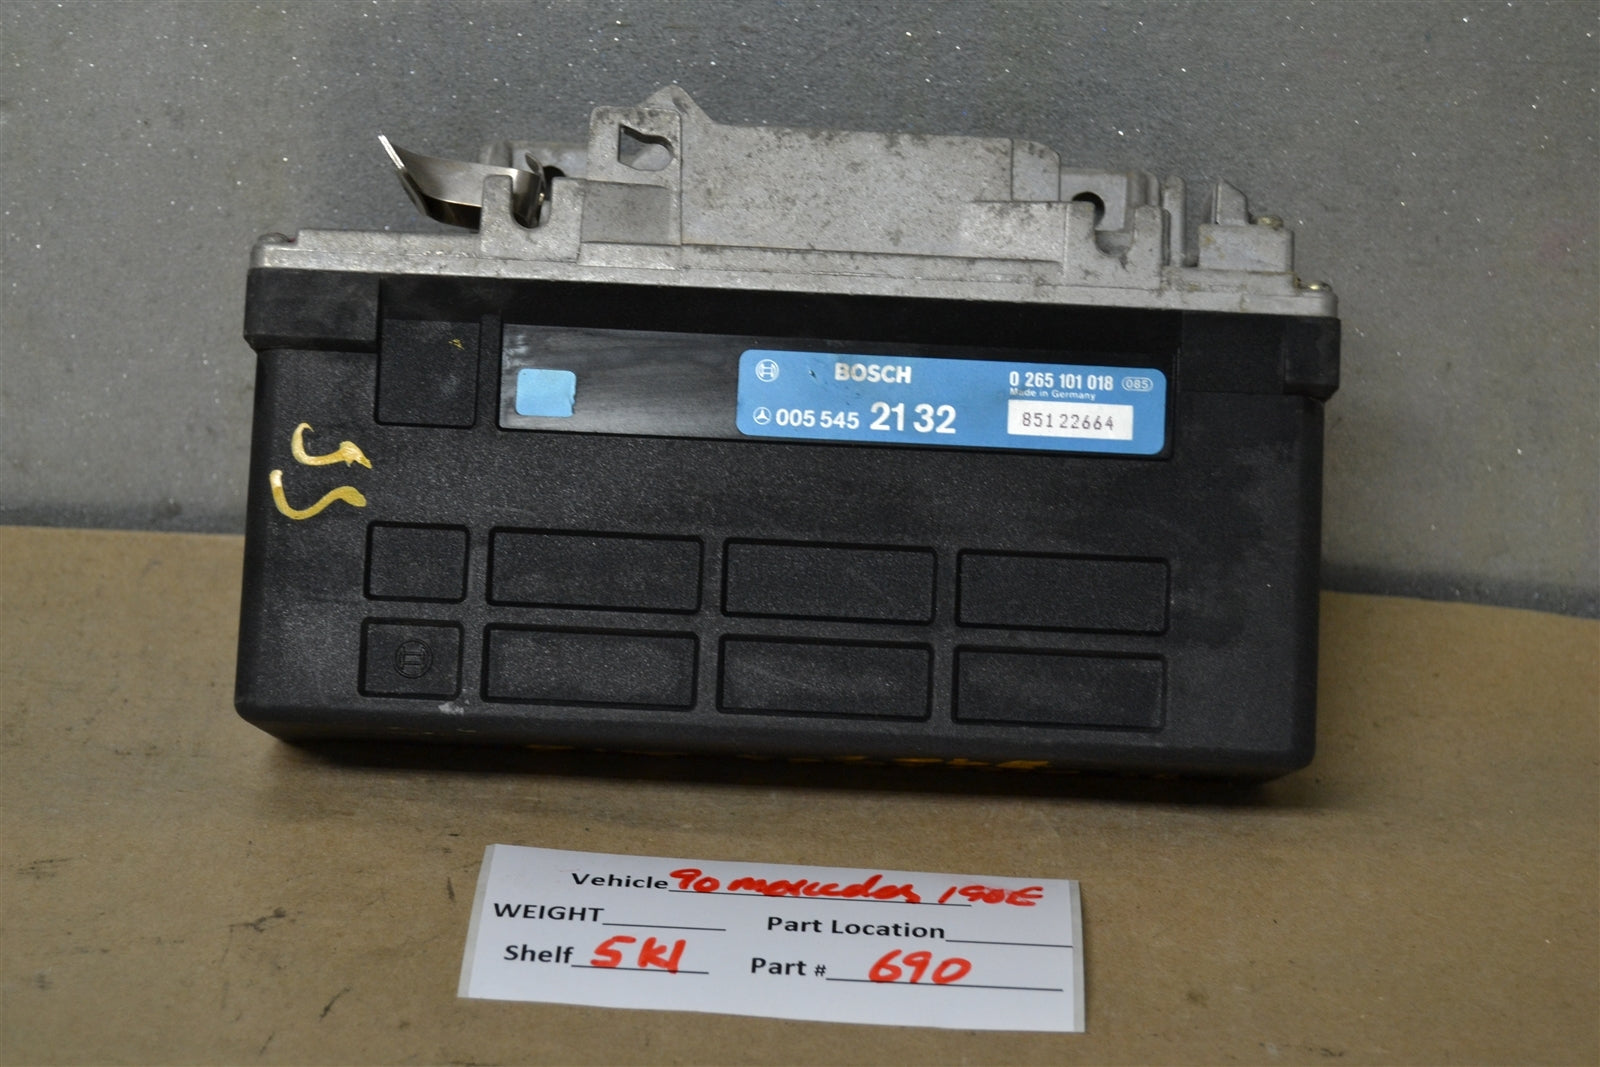 BOSCH 0 265 101 018 085
Made in Germany
005 545 21 32 85122664
Vehicle 90 mercedes 190E
WEIGHT Part Location
Shelf 5K1 Part # 690